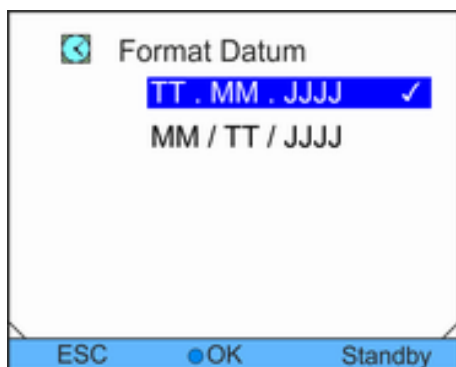 Format Datum
TT . MM . JJJJ ✓
MM / TT / JJJJ
ESC OK Standby